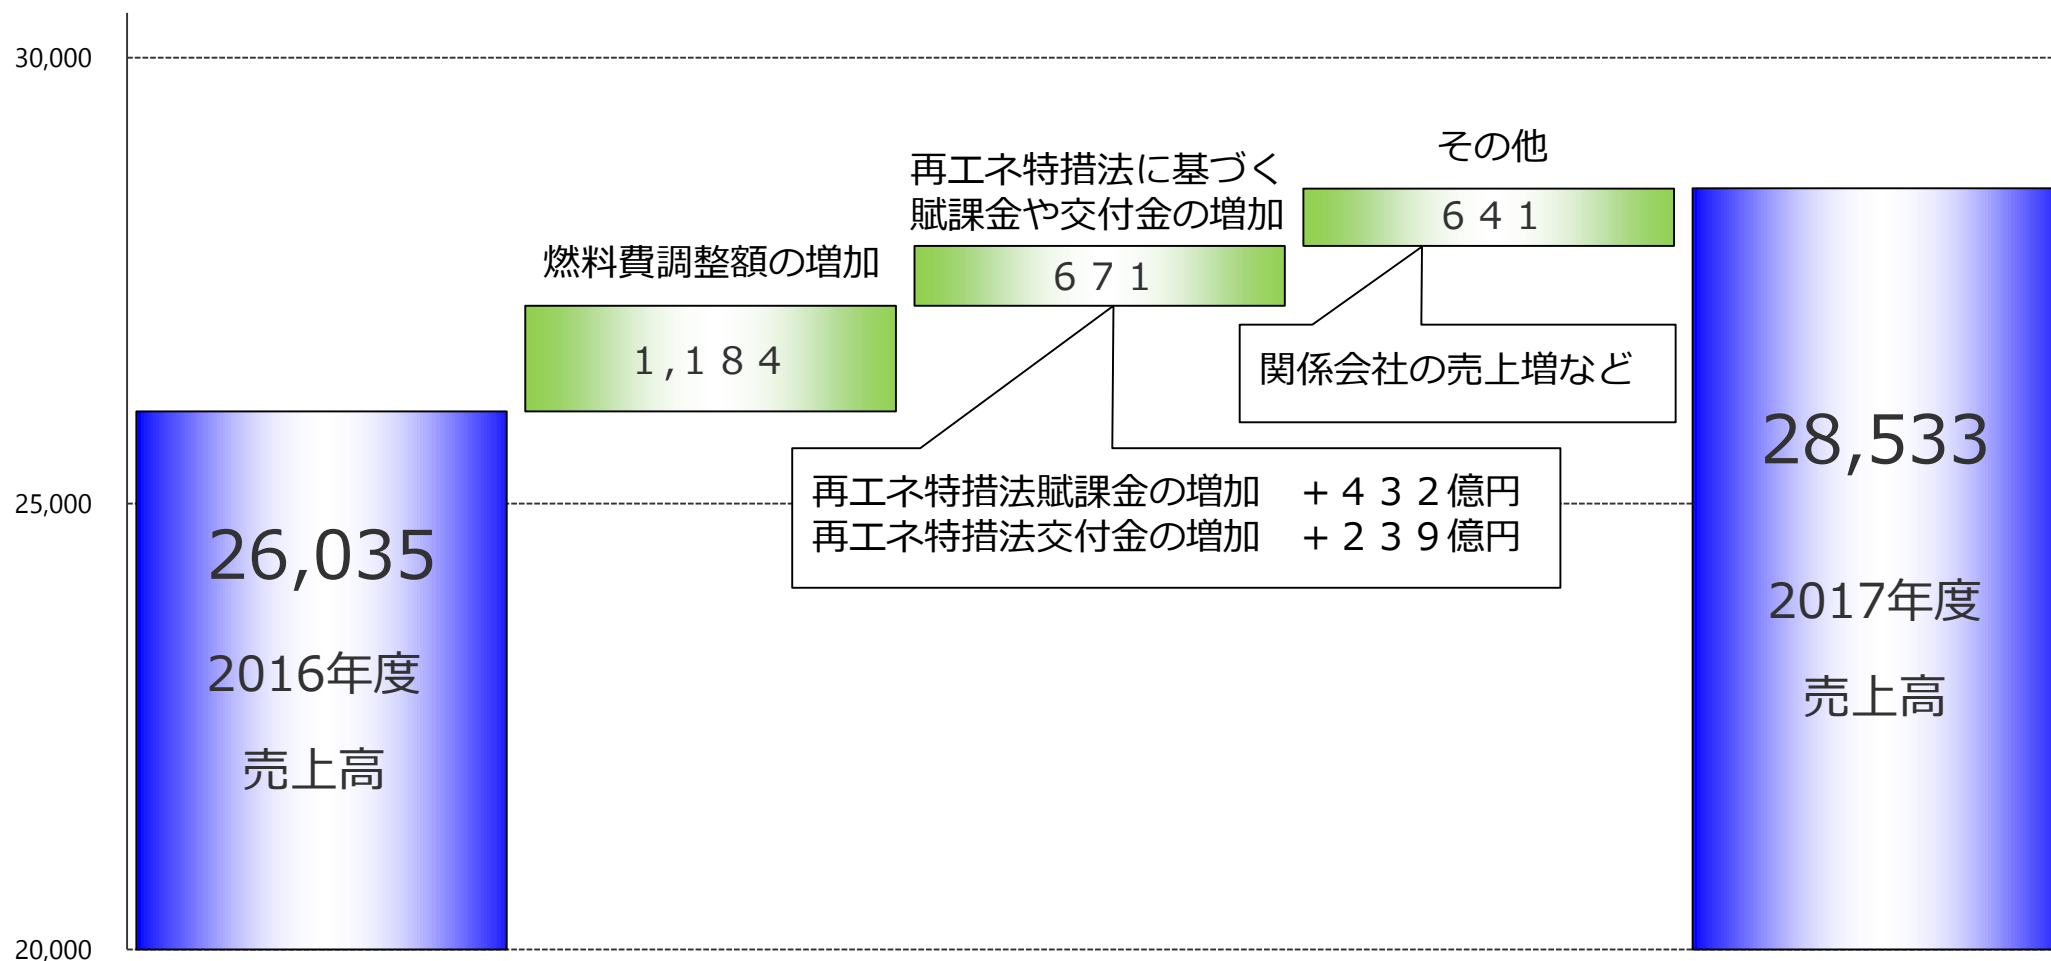 30,000
25,000
20,000
26,035
2016年度
売上高
燃料費調整額の増加
1,184
再エネ特措法に基づく
賦課金や交付金の増加
671
再エネ特措法賦課金の増加　+432億円
再エネ特措法交付金の増加　+239億円
その他
641
関係会社の売上増など
28,533
2017年度
売上高